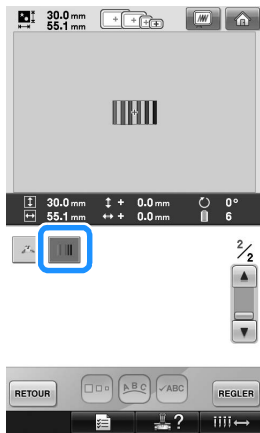 30.0 mm
55.1 mm
30.0 mm + 0.0 mm 0°
55.1 mm + 0.0 mm 6
2/2
A B C
✓ABC
RETOUR
REGLER
?